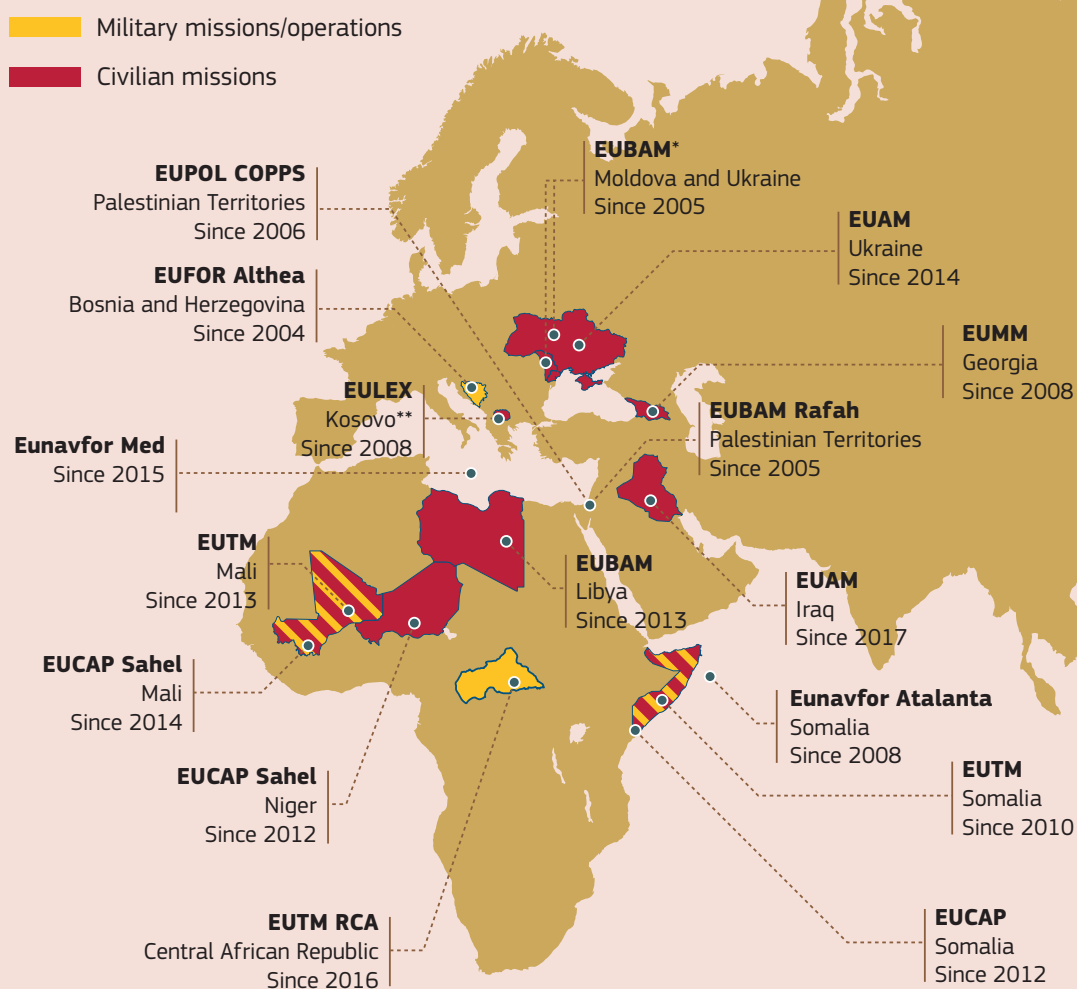 Military missions/operations
Civilian missions
EUBAM*
Moldova and Ukraine
Since 2005
EUPOL COPPS
Palestinian Territories
Since 2006
EUAM
Ukraine
Since 2014
EUFOR Althea
Bosnia and Herzegovina
Since 2004
EUMM
Georgia
Since 2008
EULEX
Kosovo**
Since 2008
EUBAM Rafah
Palestinian Territories
Since 2005
Eunavfor Med
Since 2015
EUTM
Mali
Since 2013
EUBAM
Libya
Since 2013
EUAM
Iraq
Since 2017
EUCAP Sahel
Mali
Since 2014
Eunavfor Atalanta
Somalia
Since 2008
EUCAP Sahel
Niger
Since 2012
EUTM
Somalia
Since 2010
EUTM RCA
Central African Republic
Since 2016
EUCAP
Somalia
Since 2012